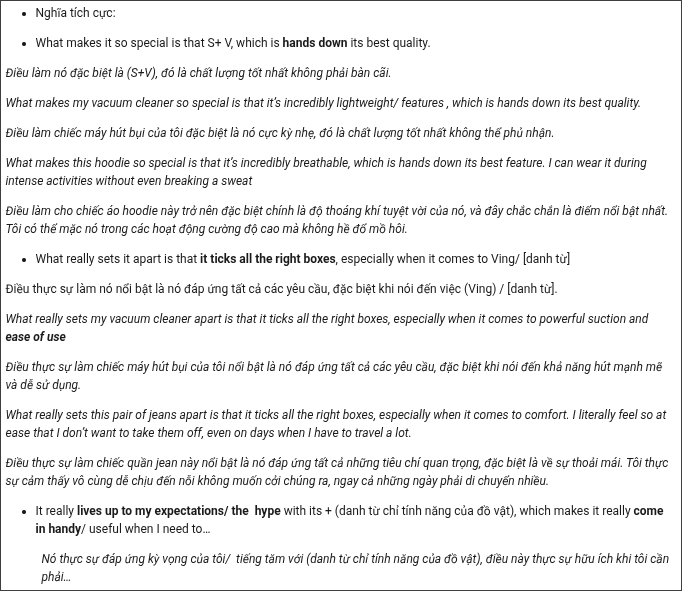 Nghĩa tích cực:
What makes it so special is that S+ V, which is hands down its best quality.
Điều làm nó đặc biệt là (S+V), đó là chất lượng tốt nhất không phải bàn cãi.
What makes my vacuum cleaner so special is that it's incredibly lightweight/ features , which is hands down its best quality.
Điều làm chiếc máy hút bụi của tôi đặc biệt là nó cực kỳ nhẹ, đó là chất lượng tốt nhất không thể phủ nhận.
What makes this hoodie so special is that it's incredibly breathable, which is hands down its best feature. I can wear it during
intense activities without even breaking a sweat
Điều làm cho chiếc áo hoodie này trở nên đặc biệt chính là độ thoáng khí tuyệt vời của nó, và đây chắc chắn là điểm nổi bật nhất.
Tôi có thể mặc nó trong các hoạt động cường độ cao mà không hề đổ mồ hôi.
What really sets it apart is that it ticks all the right boxes, especially when it comes to Ving/ [danh từ]
Điều thực sự làm nó nổi bật là nó đáp ứng tất cả các yêu cầu, đặc biệt khi nói đến việc (Ving) / [danh từ].
What really sets my vacuum cleaner apart is that it ticks all the right boxes, especially when it comes to powerful suction and
ease of use
Điều thực sự làm chiếc máy hút bụi của tôi nổi bật là nó đáp ứng tất cả các yêu cầu, đặc biệt khi nói đến khả năng hút mạnh mẽ
và dễ sử dụng.
What really sets this pair of jeans apart is that it ticks all the right boxes, especially when it comes to comfort. I literally feel so at
ease that I don't want to take them off, even on days when I have to travel a lot.
Điều thực sự làm chiếc quần jean này nổi bật là nó đáp ứng tất cả những tiêu chí quan trọng, đặc biệt là về sự thoải mái. Tôi thực
sự cảm thấy vô cùng dễ chịu đến nỗi không muốn cởi chúng ra, ngay cả những ngày phải di chuyển nhiều.
It really lives up to my expectations/ the hype with its + (danh từ chỉ tính năng của đồ vật), which makes it really come
in handy/ useful when I need to…
Nó thực sự đáp ứng kỳ vọng của tôi/ tiếng tăm với (danh từ chỉ tính năng của đồ vật), điều này thực sự hữu ích khi tôi cần
phải…